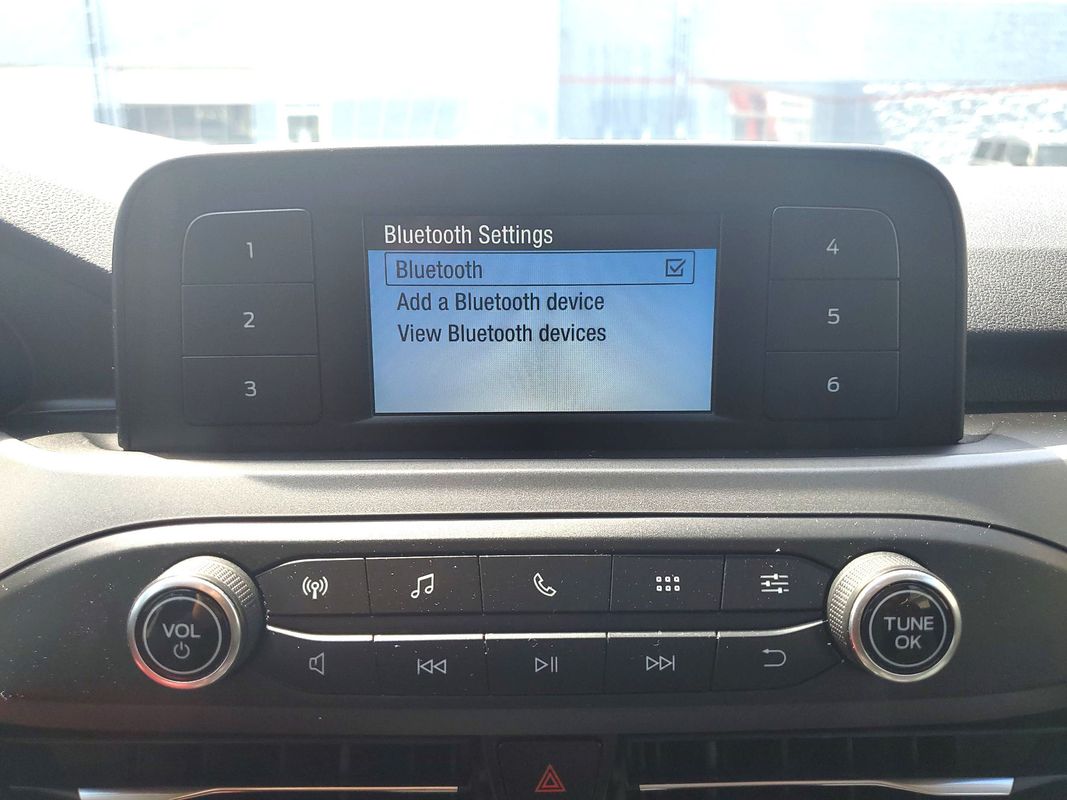 Bluetooth Settings
Bluetooth
Add a Bluetooth device
View Bluetooth devices
1
2
3
4
5
6
VOL
TUNE
OK